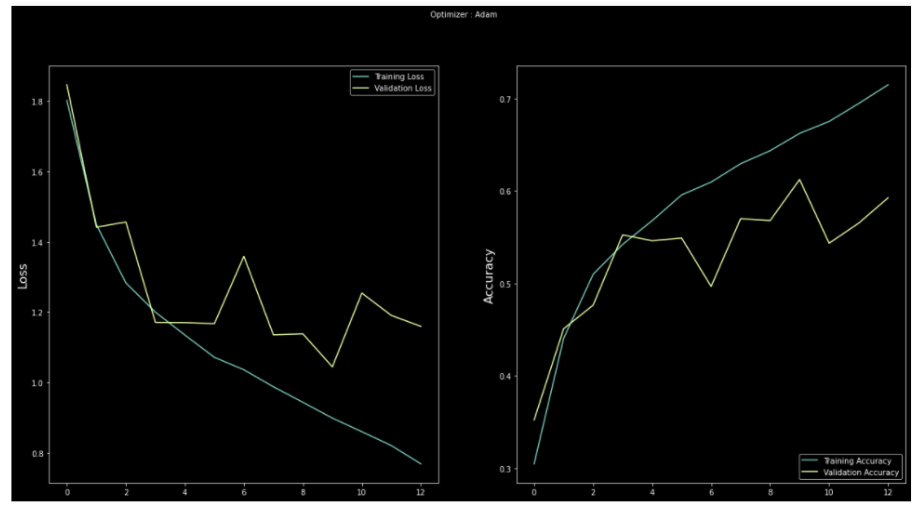 Optimizer : Adam
Training Loss
Validation Loss
1.8
1.6
1.4
1.2
1.0
0.8
Loss
0 2 4 6 8 10 12
0.7
0.6
0.5
0.4
0.3
Accuracy
Training Accuracy
Validation Accuracy
0 2 4 6 8 10 12